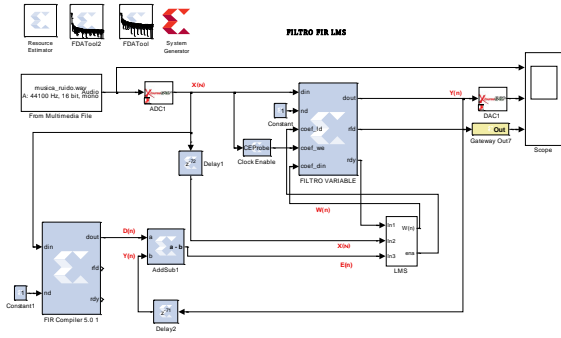 FILTRO FIR LMS
Resource
Estimator
FDATool2
FDATool
System
Generator
musica_ruido.wav
A: 44100 Hz, 16 bit, mono
Audio
From Multimedia File
ADC1
X(n)
din
nd
coef_ld
coef_we
coef_din
dout
rfd
rdy
FILTRO VARIABLE
1
Constant
CEProbe
Clock Enable
Y(n)
DAC1
Out
Gateway Out7
Scope
Delay1
W(n)
In1
In2
In3
W(n)
ena
LMS
X(n)
E(n)
D(n)
Y(n)
a
b
a - b
AddSub1
din
nd
dout
rfd
rdy
1
Constant1
FIR Compiler 5.0 1
Delay2